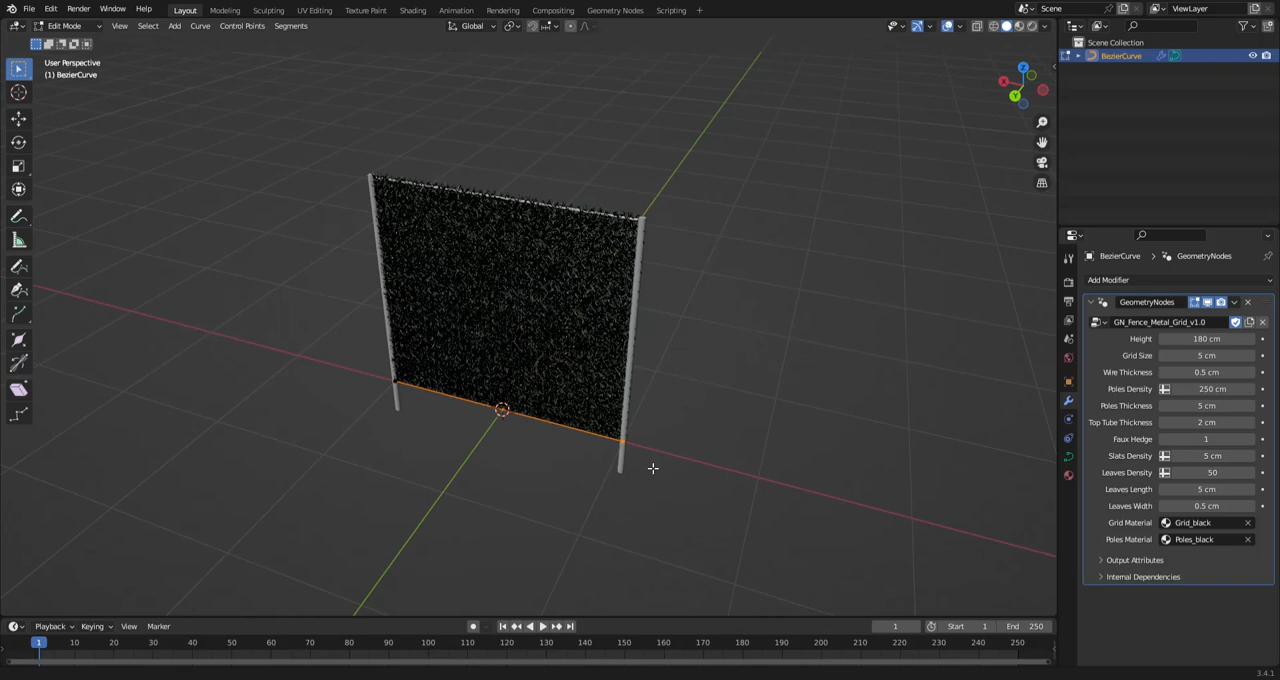 File Edit Render Window Help Layout Modeling Sculpting UV Editing Texture Paint Shading Animation Rendering Compositing Geometry Nodes Scripting Scene ViewLayer
Edit Mode View Select Add Curve Control Points Segments Global
User Perspective
(1) BezierCurve
X Y Z
Scene Collection
BezierCurve
BezierCurve GeometryNodes
Add Modifier
GeometryNodes
GN_Fence_Metal_Grid_v1.0
Height 180 cm
Grid Size 5 cm
Wire Thickness 0.5 cm
Poles Density 250 cm
Poles Thickness 5 cm
Top Tube Thickness 2 cm
Faux Hedge 1
Slats Density 5 cm
Leaves Density 50
Leaves Length 5 cm
Leaves Width 0.5 cm
Grid Material Grid_black
Poles Material Poles_black
Output Attributes
Internal Dependencies
Playback Keying View Marker 1 Start 1 End 250
1 10 20 30 40 50 60 70 80 90 100 110 120 130 140 150 160 170 180 190 200 210 220 230 240 250
3.4.1